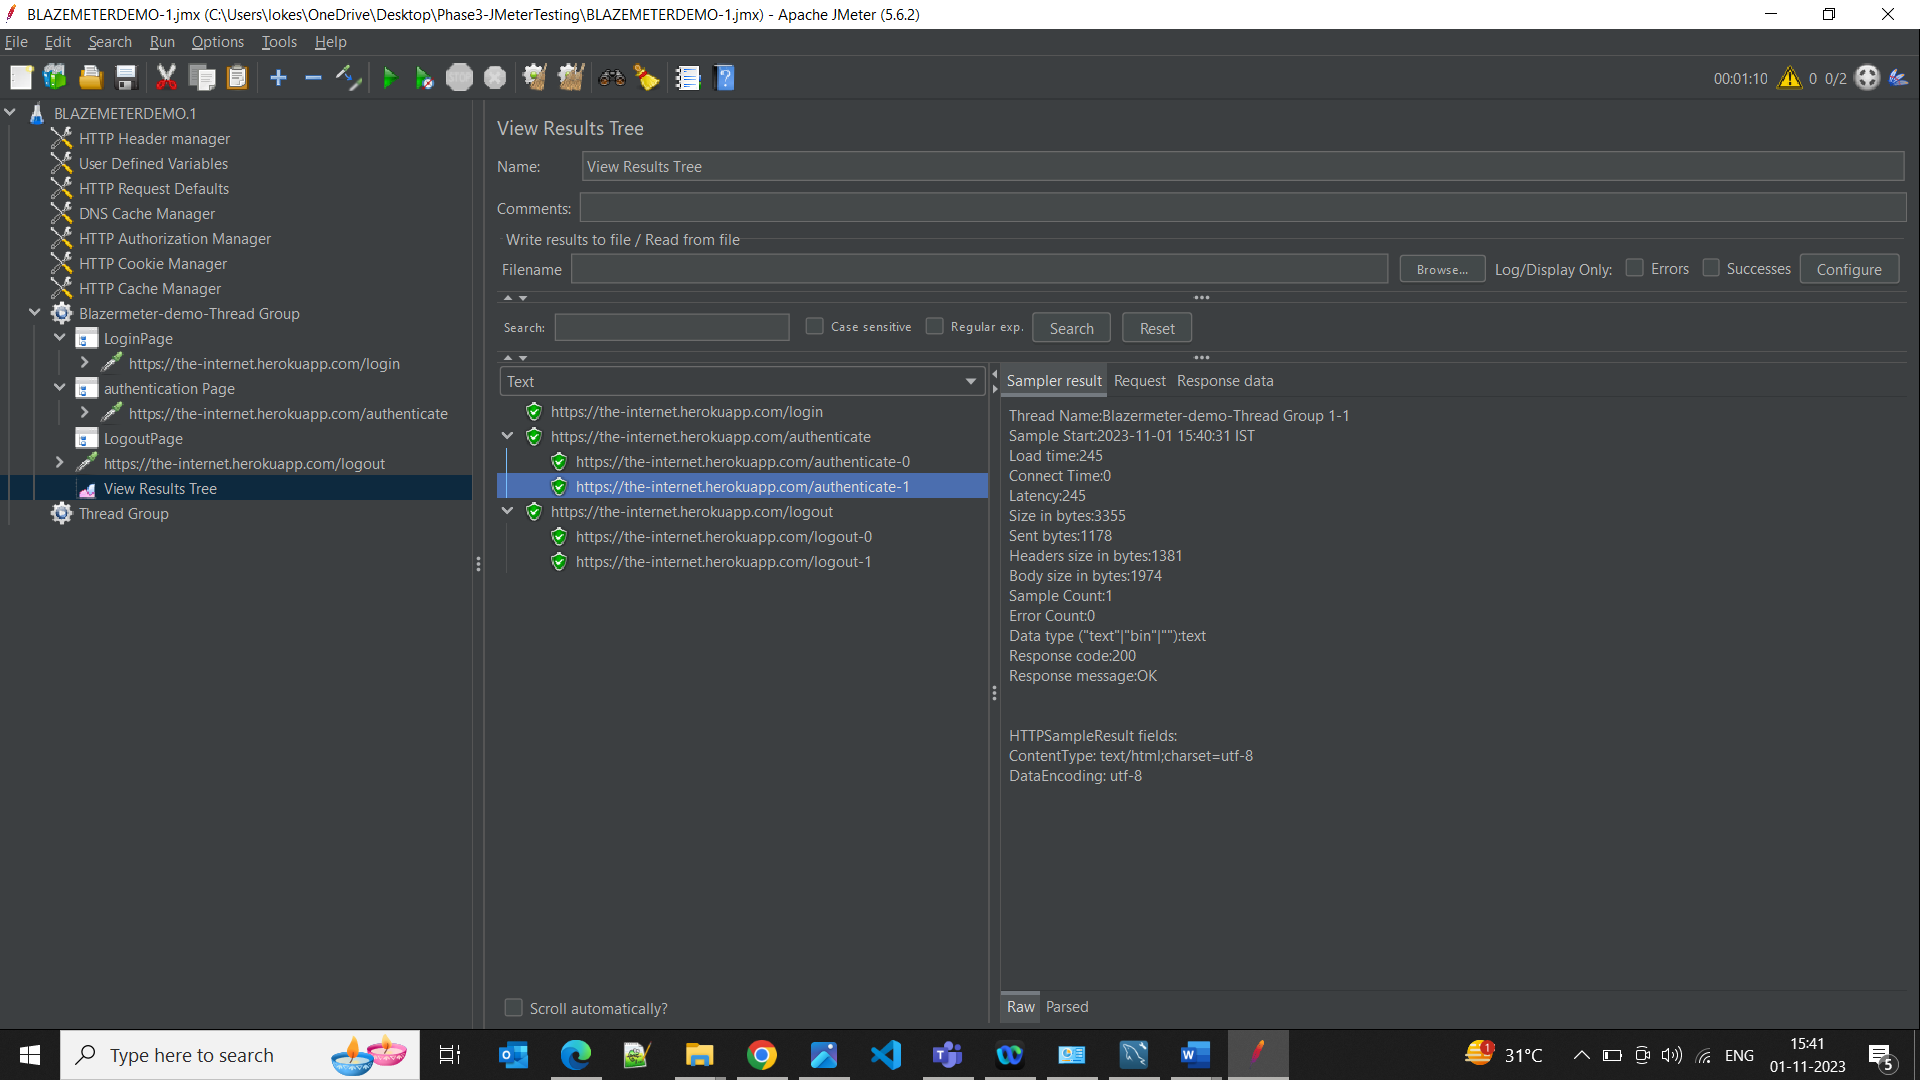 BLAZEMETERDEMO-1.jmx (C:\Users\lokes\OneDrive\Desktop\Phase3-JMeterTesting\BLAZEMETERDEMO-1.jmx) - Apache JMeter (5.6.2)
File Edit Search Run Options Tools Help
STOP
00:01:10 0 0/2
BLAZEMETERDEMO.1
HTTP Header manager
User Defined Variables
HTTP Request Defaults
DNS Cache Manager
HTTP Authorization Manager
HTTP Cookie Manager
HTTP Cache Manager
Blazermeter-demo-Thread Group
LoginPage
https://the-internet.herokuapp.com/login
authentication Page
https://the-internet.herokuapp.com/authenticate
LogoutPage
https://the-internet.herokuapp.com/logout
View Results Tree
Thread Group
View Results Tree
Name: View Results Tree
Comments:
Write results to file / Read from file
Filename Browse... Log/Display Only: Errors Successes Configure
Search: Case sensitive Regular exp. Search Reset
Text
https://the-internet.herokuapp.com/login
https://the-internet.herokuapp.com/authenticate
https://the-internet.herokuapp.com/authenticate-0
https://the-internet.herokuapp.com/authenticate-1
https://the-internet.herokuapp.com/logout
https://the-internet.herokuapp.com/logout-0
https://the-internet.herokuapp.com/logout-1
Scroll automatically?
Sampler result Request Response data
Thread Name:Blazermeter-demo-Thread Group 1-1
Sample Start:2023-11-01 15:40:31 IST
Load time:245
Connect Time:0
Latency:245
Size in bytes:3355
Sent bytes:1178
Headers size in bytes:1381
Body size in bytes:1974
Sample Count:1
Error Count:0
Data type ("text"|"bin"|""):text
Response code:200
Response message:OK
HTTPSampleResult fields:
ContentType: text/html;charset=utf-8
DataEncoding: utf-8
Raw Parsed
Type here to search
1 31°C ENG 15:41
01-11-2023
5